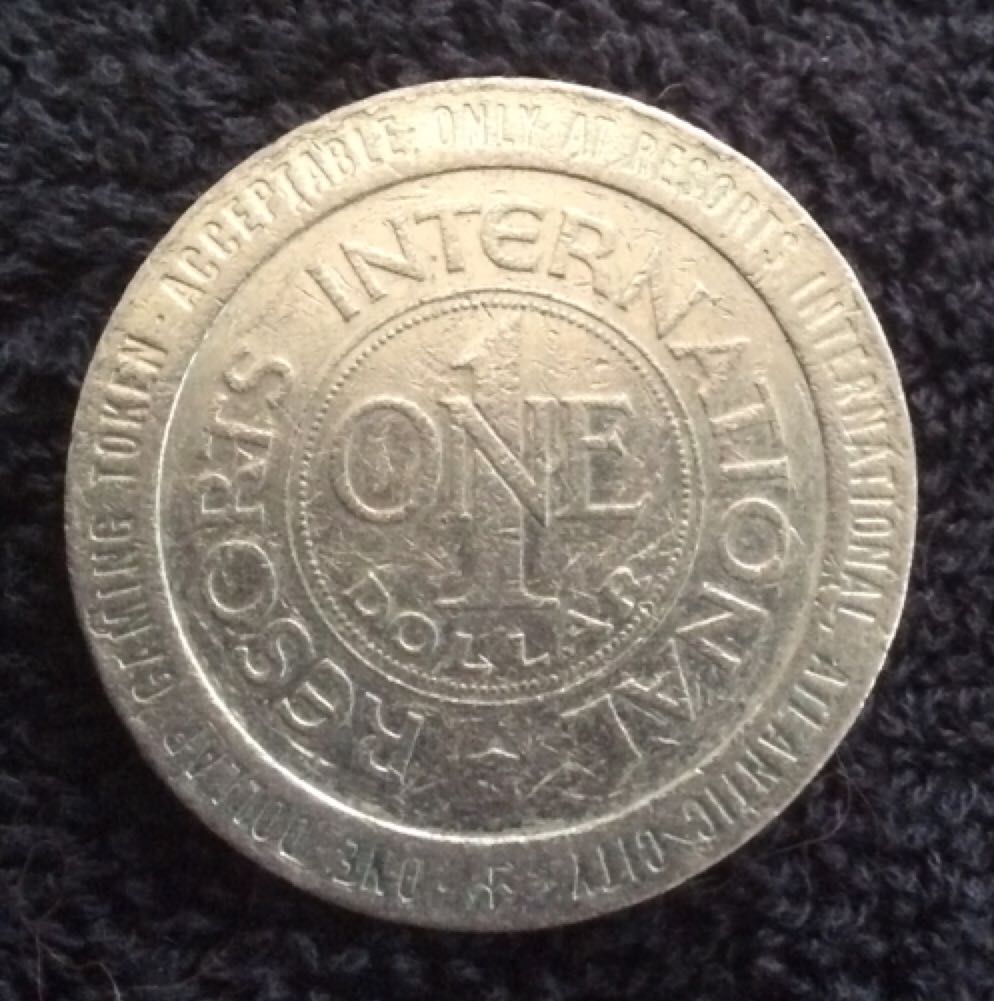 ONE DOLLAR GAMING TOKEN · ACCEPTABLE ONLY AT RESORTS INTERNATIONAL, ATLANTIC CITY
RESORTS INTERNATIONAL
1
ONE
DOLLAR